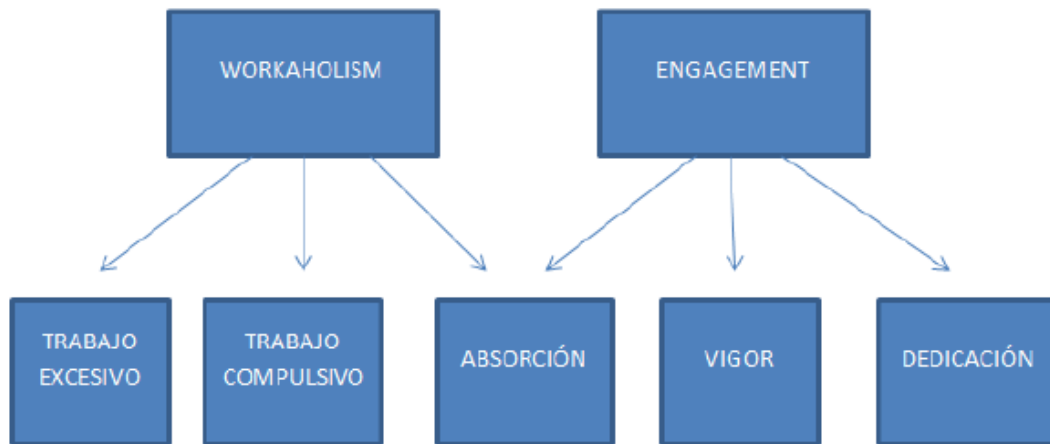 WORKAHOLISM
ENGAGEMENT
TRABAJO
EXCESIVO
TRABAJO
COMPULSIVO
ABSORCIÓN
VIGOR
DEDICACIÓN